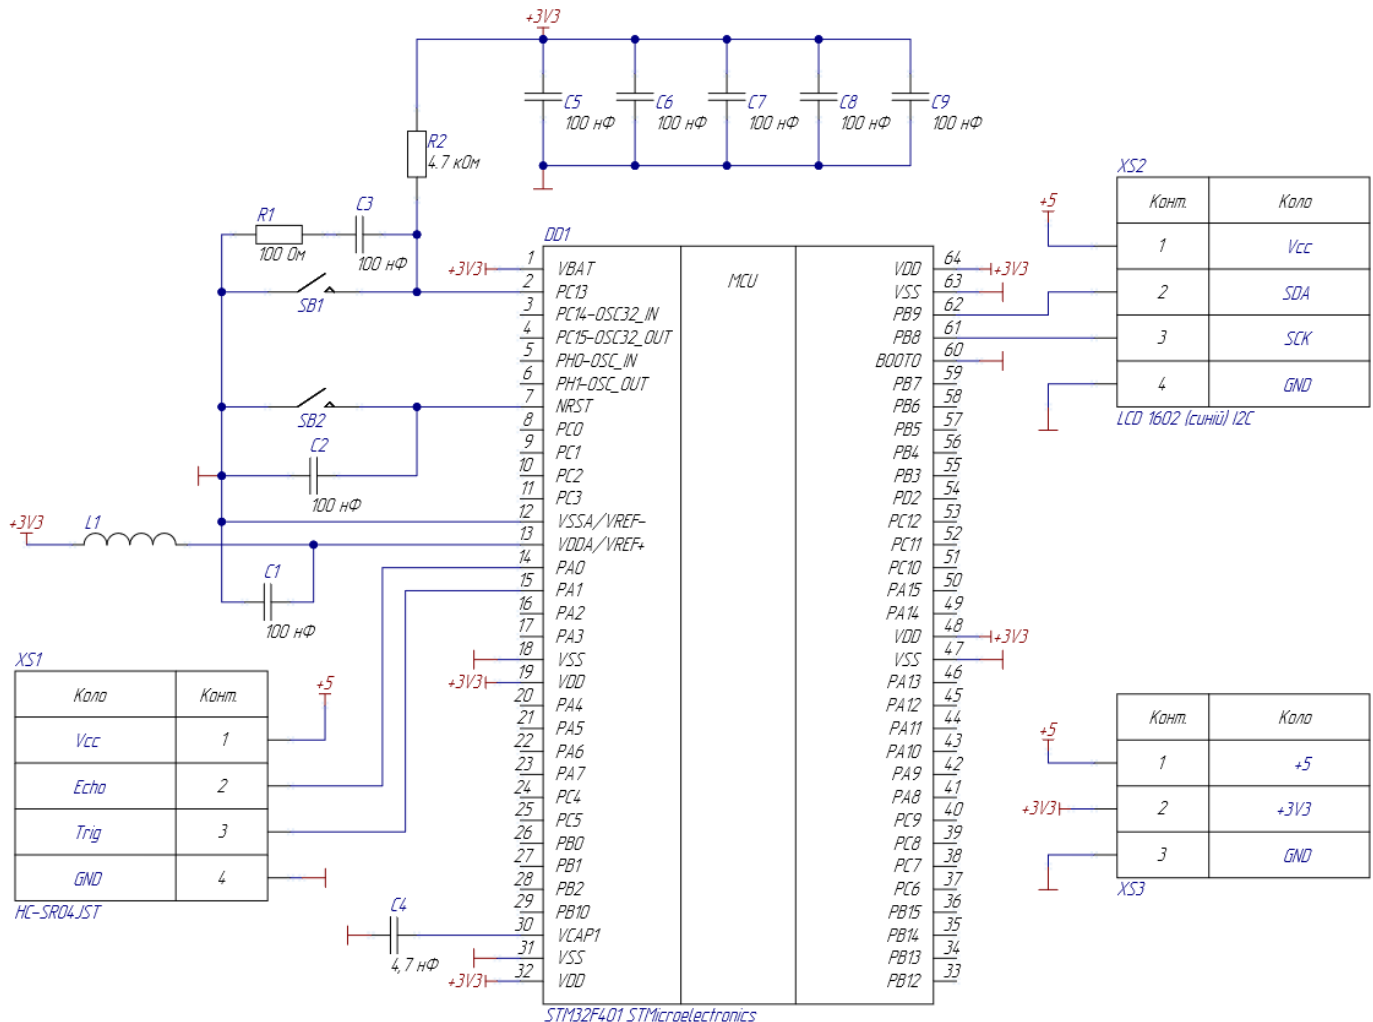 +3V3
C5
100 нФ
C6
100 нФ
C7
100 нФ
C8
100 нФ
C9
100 нФ
R2
4.7 кОм
R1
100 Ом
C3
100 нФ
SB1
SB2
C2
100 нФ
+3V3
L1
C1
100 нФ
XS1
Коло Конт.
Vcc 1
Echo 2
Trig 3
GND 4
HC-SR04JST
+5
C4
4,7 нФ
DD1
MCU
+3V3 1 VBAT
2 PC13
3 PC14-OSC32_IN
4 PC15-OSC32_OUT
5 PH0-OSC_IN
6 PH1-OSC_OUT
7 NRST
8 PC0
9 PC1
10 PC2
11 PC3
12 VSSA/VREF-
13 VDDA/VREF+
14 PA0
15 PA1
16 PA2
17 PA3
18 VSS
+3V3 19 VDD
20 PA4
21 PA5
22 PA6
23 PA7
24 PC4
25 PC5
26 PB0
27 PB1
28 PB2
29 PB10
30 VCAP1
31 VSS
+3V3 32 VDD
VDD 64 +3V3
VSS 63
PB9 62
PB8 61
BOOT0 60
PB7 59
PB6 58
PB5 57
PB4 56
PB3 55
PD2 54
PC12 53
PC11 52
PC10 51
PA15 50
PA14 49
VDD 48 +3V3
VSS 47
PA13 46
PA12 45
PA11 44
PA10 43
PA9 42
PA8 41
PC9 40
PC8 39
PC7 38
PC6 37
PB15 36
PB14 35
PB13 34
PB12 33
STM32F401 STMicroelectronics
XS2
+5
Конт. Коло
1 Vcc
2 SDA
3 SCK
4 GND
LCD 1602 (синій) I2C
Конт. Коло
+5 1 +5
+3V3 2 +3V3
3 GND
XS3